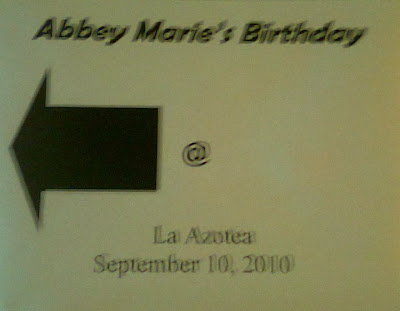 Abbey Marie's Birthday
@
La Azotea
September 10, 2010